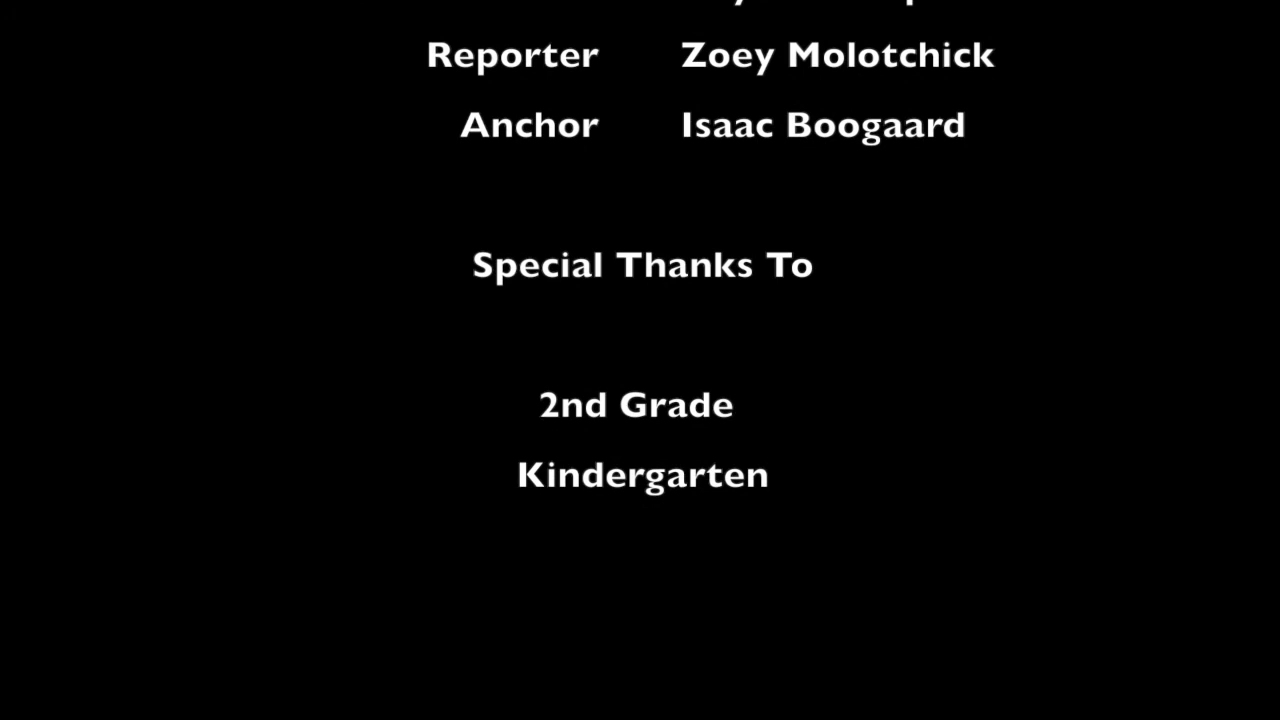 Reporter Zoey Molotchick
Anchor Isaac Boogaard
Special Thanks To
2nd Grade
Kindergarten